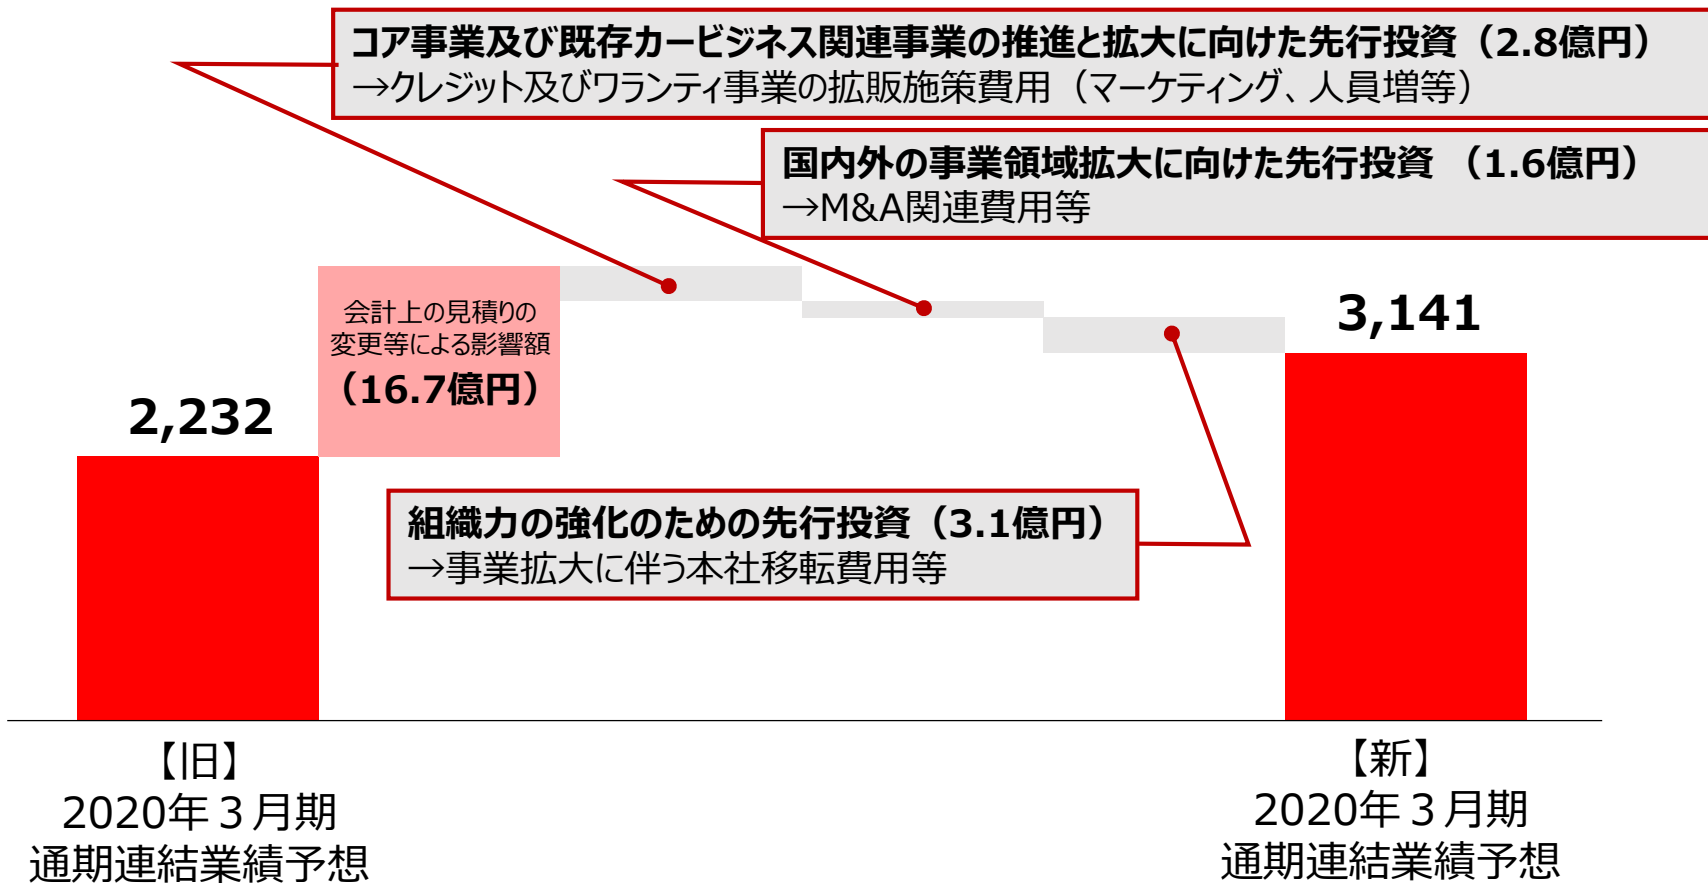 コア事業及び既存カービジネス関連事業の推進と拡大に向けた先行投資（2.8億円）
→クレジット及びワランティ事業の拡販施策費用（マーケティング、人員増等）
国内外の事業領域拡大に向けた先行投資 （1.6億円）
→M&A関連費用等
会計上の見積りの
変更等による影響額
（16.7億円）
2,232
3,141
組織力の強化のための先行投資（3.1億円）
→事業拡大に伴う本社移転費用等
【旧】
2020年３月期
通期連結業績予想
【新】
2020年３月期
通期連結業績予想